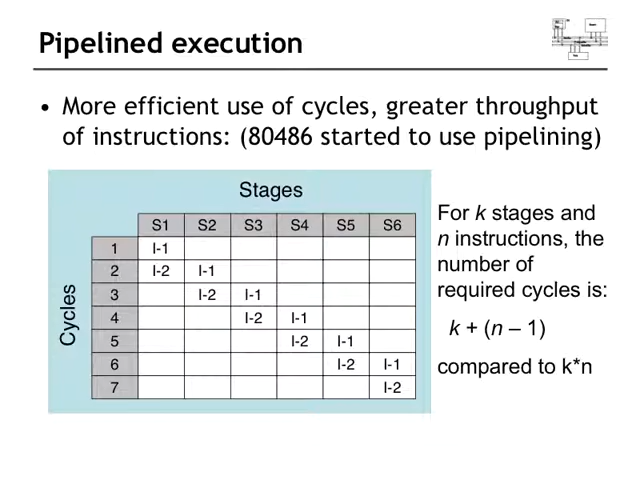 Pipelined execution
• More efficient use of cycles, greater throughput
of instructions: (80486 started to use pipelining)
Stages
S1 S2 S3 S4 S5 S6
Cycles
1 I-1
2 I-2 I-1
3 I-2 I-1
4 I-2 I-1
5 I-2 I-1
6 I-2 I-1
7 I-2
For k stages and
n instructions, the
number of
required cycles is:
k + (n – 1)
compared to k*n